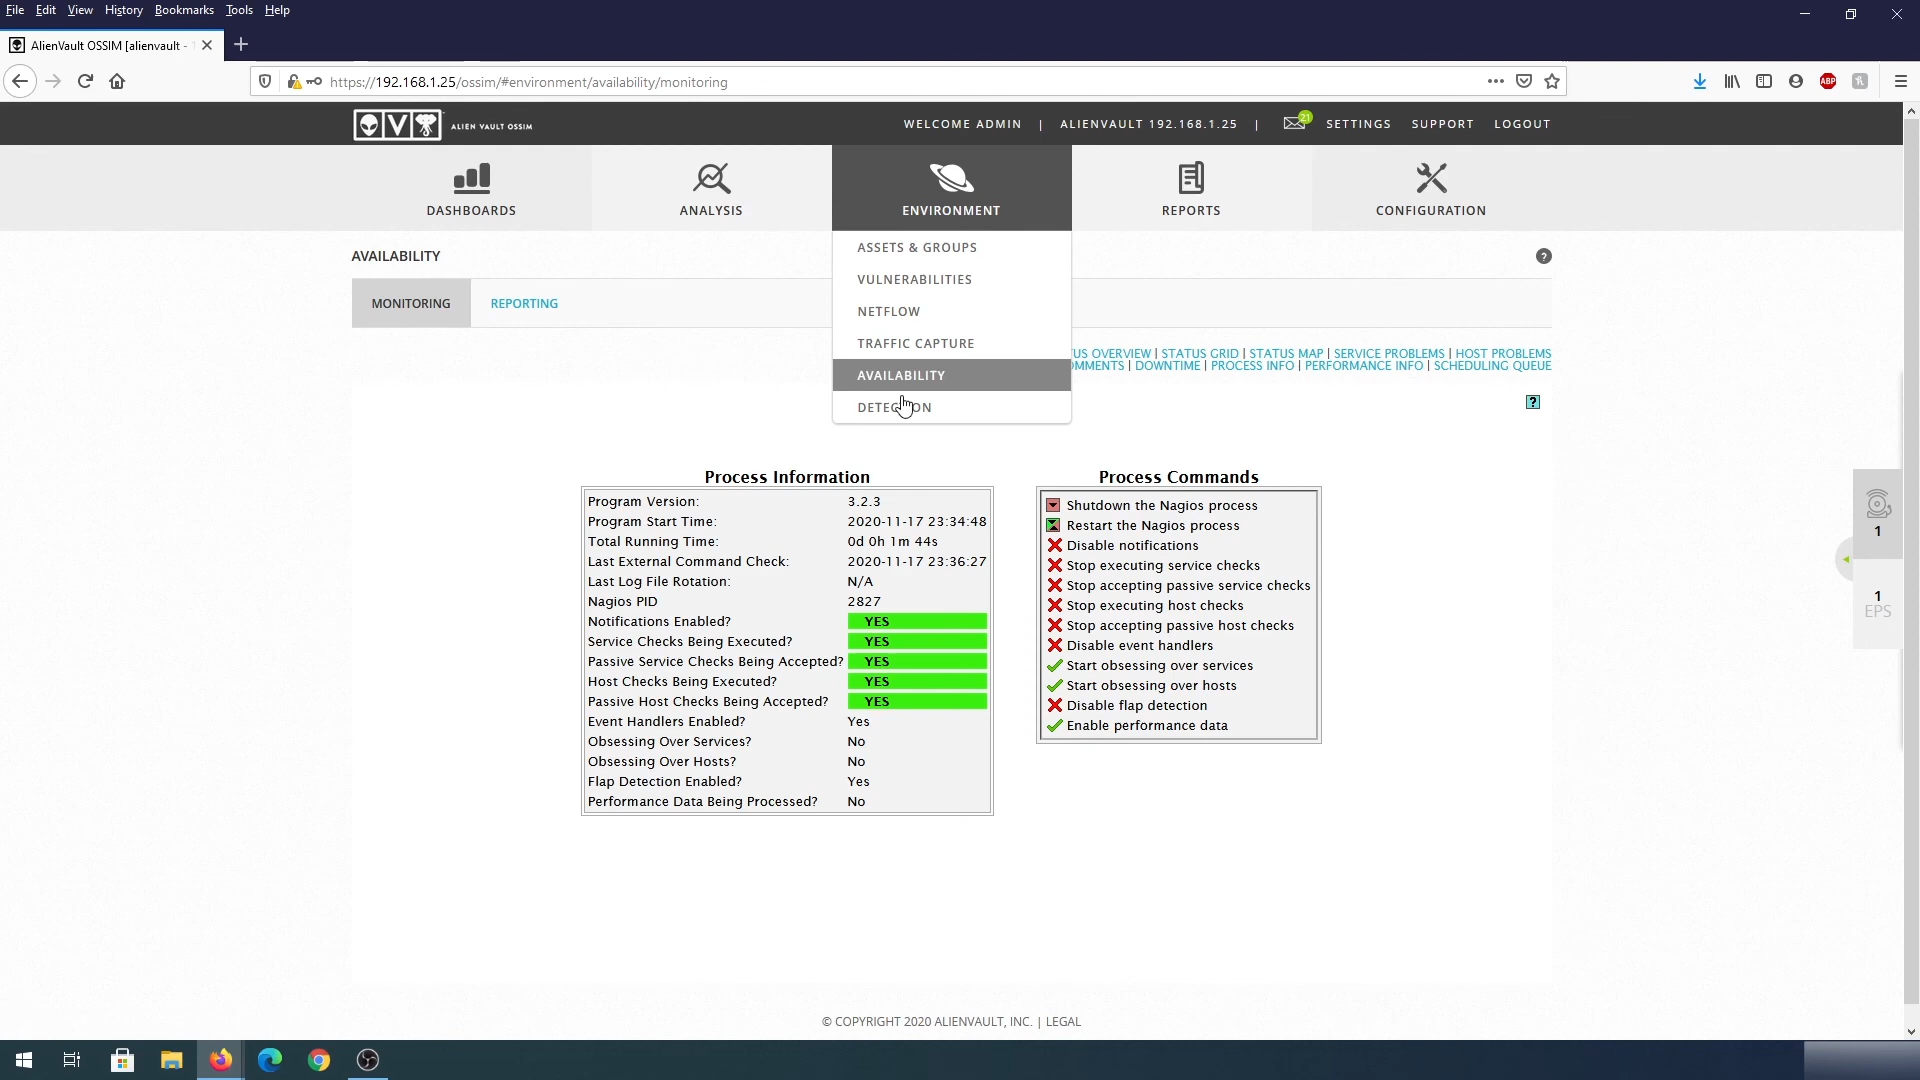 File Edit View History Bookmarks Tools Help
AlienVault OSSIM [alienvault -
https://192.168.1.25/ossim/#environment/availability/monitoring
ABP
ALIEN VAULT OSSIM
WELCOME ADMIN | ALIENVAULT 192.168.1.25 | 21 SETTINGS SUPPORT LOGOUT
DASHBOARDS ANALYSIS ENVIRONMENT REPORTS CONFIGURATION
ASSETS & GROUPS
VULNERABILITIES
NETFLOW
TRAFFIC CAPTURE
AVAILABILITY
AVAILABILITY ?
MONITORING REPORTING
US OVERVIEW | STATUS GRID | STATUS MAP | SERVICE PROBLEMS | HOST PROBLEMS
MMENTS | DOWNTIME | PROCESS INFO | PERFORMANCE INFO | SCHEDULING QUEUE
?
Process Information
Program Version: 3.2.3
Program Start Time: 2020-11-17 23:34:48
Total Running Time: 0d 0h 1m 44s
Last External Command Check: 2020-11-17 23:36:27
Last Log File Rotation: N/A
Nagios PID 2827
Notifications Enabled? YES
Service Checks Being Executed? YES
Passive Service Checks Being Accepted? YES
Host Checks Being Executed? YES
Passive Host Checks Being Accepted? YES
Event Handlers Enabled? Yes
Obsessing Over Services? No
Obsessing Over Hosts? No
Flap Detection Enabled? Yes
Performance Data Being Processed? No
Process Commands
Shutdown the Nagios process
Restart the Nagios process
Disable notifications
Stop executing service checks
Stop accepting passive service checks
Stop executing host checks
Stop accepting passive host checks
Disable event handlers
Start obsessing over services
Start obsessing over hosts
Disable flap detection
Enable performance data
1
1
EPS
© COPYRIGHT 2020 ALIENVAULT, INC. | LEGAL